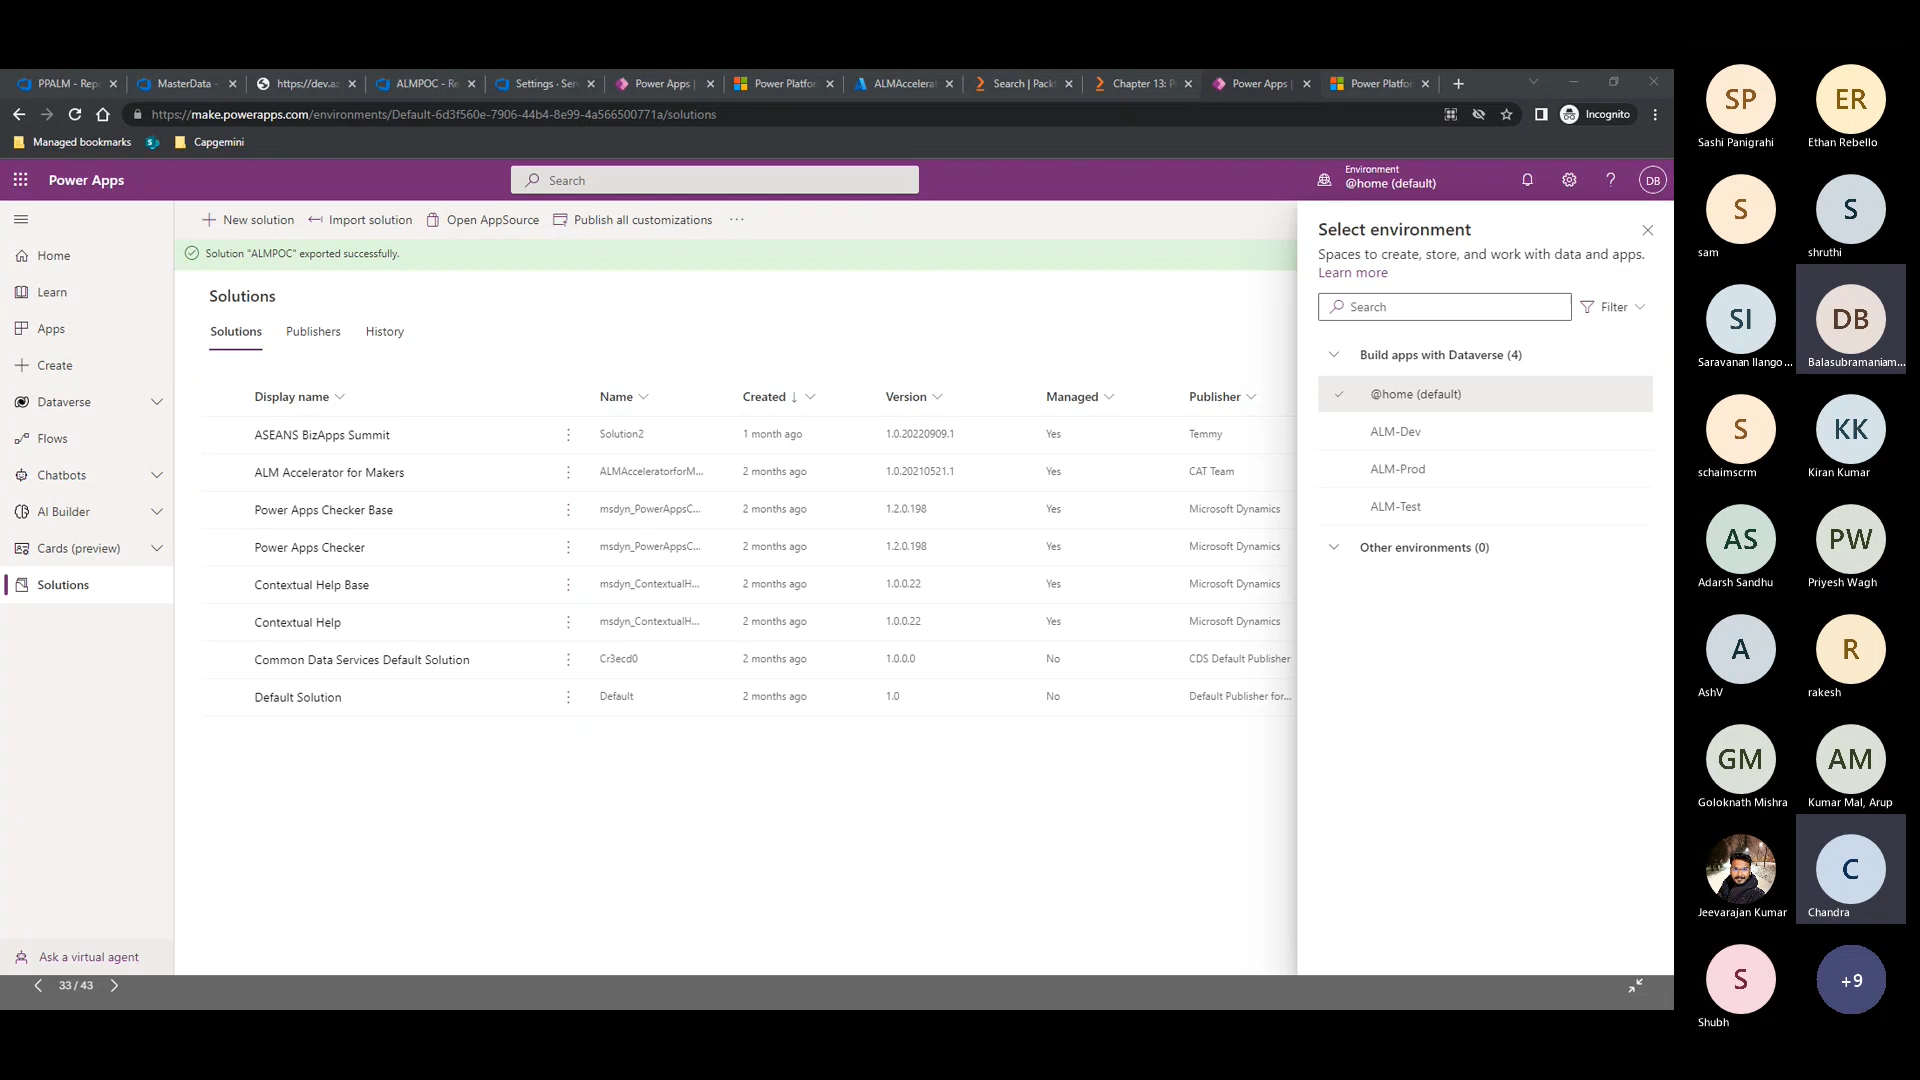 PPALM - Repo
MasterData -
https://dev.az
ALMPOC - Re
Settings · Serv
Power Apps |
Power Platfor
ALMAccelerat
Search | Packt
Chapter 13: P
Power Apps |
Power Platfor
https://make.powerapps.com/environments/Default-6d3f560e-7906-44b4-8e99-4a566500771a/solutions
Incognito
Managed bookmarks
Capgemini
Power Apps
Search
Environment
@home (default)
DB
New solution
Import solution
Open AppSource
Publish all customizations
Solution "ALMPOC" exported successfully.
Home
Learn
Apps
Create
Dataverse
Flows
Chatbots
AI Builder
Cards (preview)
Solutions
Ask a virtual agent
Solutions
Solutions Publishers History
Display name Name Created Version Managed Publisher
ASEANS BizApps Summit Solution2 1 month ago 1.0.20220909.1 Yes Temmy
ALM Accelerator for Makers ALMAcceleratorforM... 2 months ago 1.0.20210521.1 Yes CAT Team
Power Apps Checker Base msdyn_PowerAppsC... 2 months ago 1.2.0.198 Yes Microsoft Dynamics
Power Apps Checker msdyn_PowerAppsC... 2 months ago 1.2.0.198 Yes Microsoft Dynamics
Contextual Help Base msdyn_ContextualH... 2 months ago 1.0.0.22 Yes Microsoft Dynamics
Contextual Help msdyn_ContextualH... 2 months ago 1.0.0.22 Yes Microsoft Dynamics
Common Data Services Default Solution Cr3ecd0 2 months ago 1.0.0.0 No CDS Default Publisher
Default Solution Default 2 months ago 1.0 No Default Publisher for...
Select environment
Spaces to create, store, and work with data and apps.
Learn more
Search
Filter
Build apps with Dataverse (4)
@home (default)
ALM-Dev
ALM-Prod
ALM-Test
Other environments (0)
33 / 43
SP ER
Sashi Panigrahi Ethan Rebello
S S
sam shruthi
SI DB
Saravanan Ilango ... Balasubramaniam...
S KK
schaimscrm Kiran Kumar
AS PW
Adarsh Sandhu Priyesh Wagh
A R
AshV rakesh
GM AM
Goloknath Mishra Kumar Mal, Arup
C
Jeevarajan Kumar Chandra
S +9
Shubh